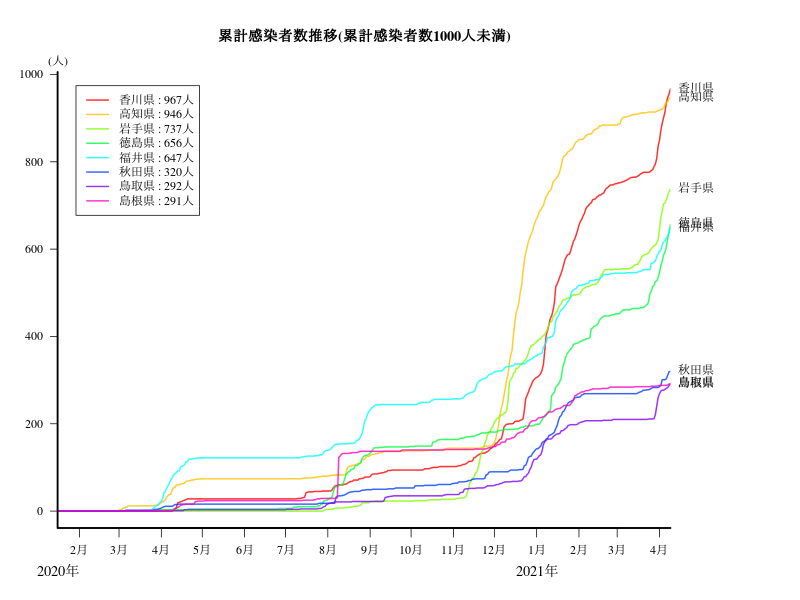 累計感染者数推移(累計感染者数1000人未満)
(人)
1000
800
600
400
200
0
香川県 : 967人
高知県 : 946人
岩手県 : 737人
徳島県 : 656人
福井県 : 647人
秋田県 : 320人
鳥取県 : 292人
島根県 : 291人
香川県
高知県
岩手県
徳島県
福井県
秋田県
鳥取県
島根県
2月 3月 4月 5月 6月 7月 8月 9月 10月 11月 12月 1月 2月 3月 4月
2020年 2021年